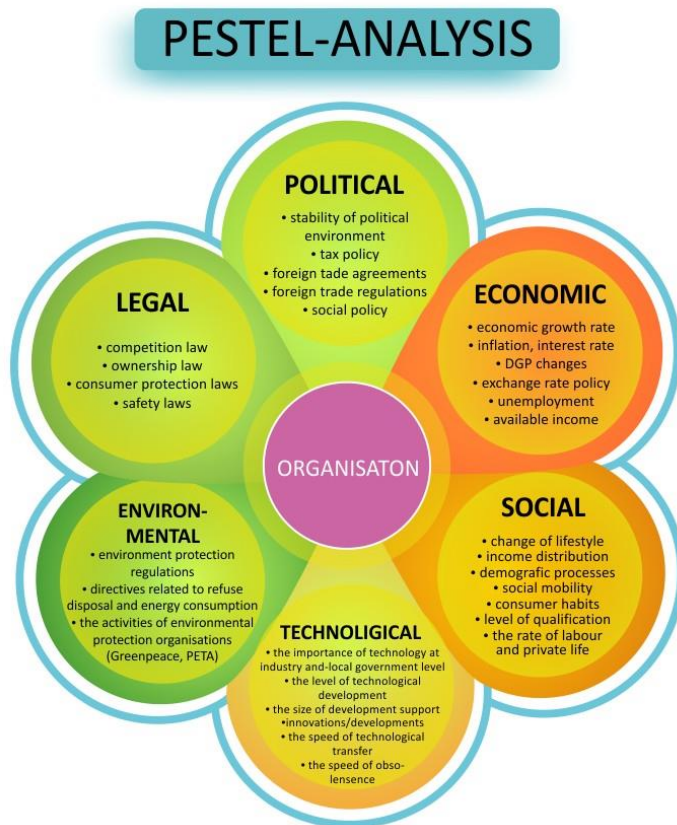 PESTEL-ANALYSIS
POLITICAL
• stability of political
environment
• tax policy
• foreign tade agreements
• foreign trade regulations
• social policy
ECONOMIC
• economic growth rate
• inflation, interest rate
• DGP changes
• exchange rate policy
• unemployment
• available income
SOCIAL
• change of lifestyle
• income distribution
• demografic processes
• social mobility
• consumer habits
• level of qualification
• the rate of labour
and private life
TECHNOLIGICAL
• the importance of technology at
industry and-local government level
• the level of technological
development
• the size of development support
•innovations/developments
• the speed of technological
transfer
• the speed of obso-
lensence
ENVIRON-
MENTAL
• environment protection
regulations
• directives related to refuse
disposal and energy consumption
• the activities of environmental
protection organisations
(Greenpeace, PETA)
LEGAL
• competition law
• ownership law
• consumer protection laws
• safety laws
ORGANISATON